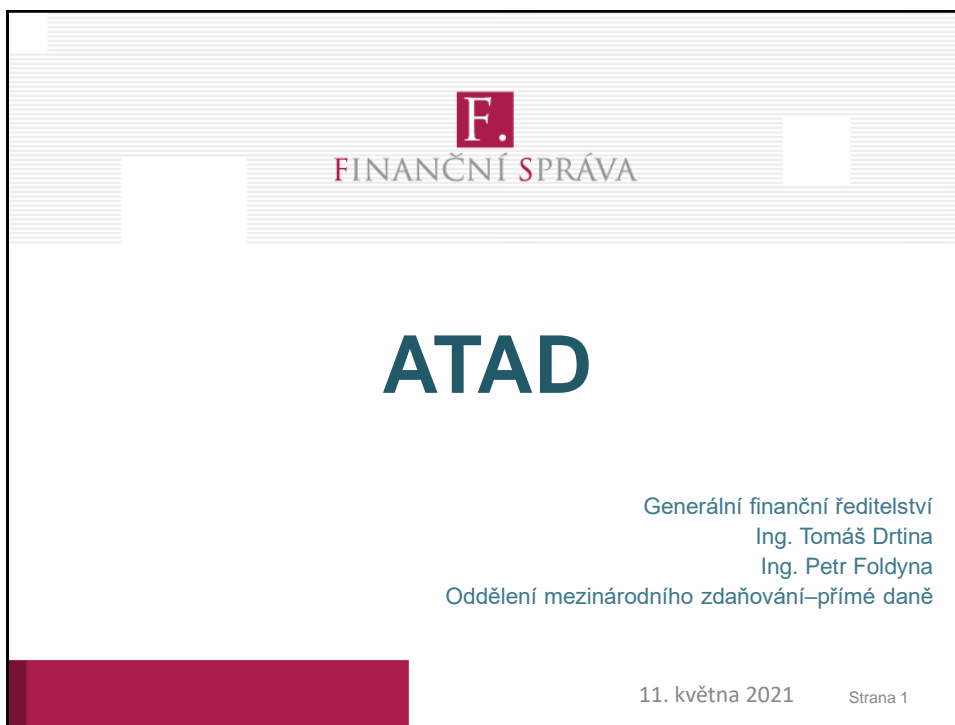 F.
FINANČNÍ SPRÁVA
ATAD
Generální finanční ředitelství
Ing. Tomáš Drtina
Ing. Petr Foldyna
Oddělení mezinárodního zdaňování–přímé daně
11. května 2021 Strana 1